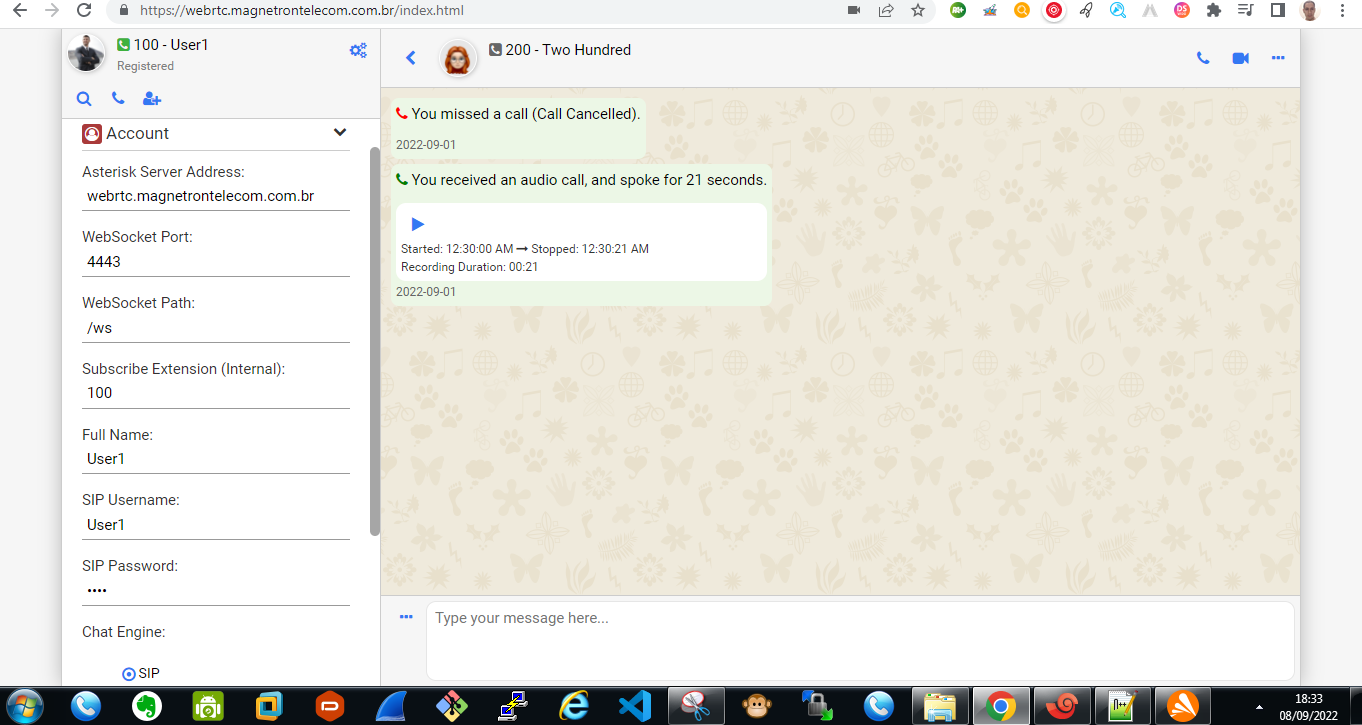 https://webrtc.magnetrontelecom.com.br/index.html
100 - User1
Registered
Account
Asterisk Server Address:
webrtc.magnetrontelecom.com.br
WebSocket Port:
4443
WebSocket Path:
/ws
Subscribe Extension (Internal):
100
Full Name:
User1
SIP Username:
User1
SIP Password:
••••
Chat Engine:
SIP
200 - Two Hundred
You missed a call (Call Cancelled).
2022-09-01
You received an audio call, and spoke for 21 seconds.
Started: 12:30:00 AM → Stopped: 12:30:21 AM
Recording Duration: 00:21
2022-09-01
Type your message here...
18:33
08/09/2022